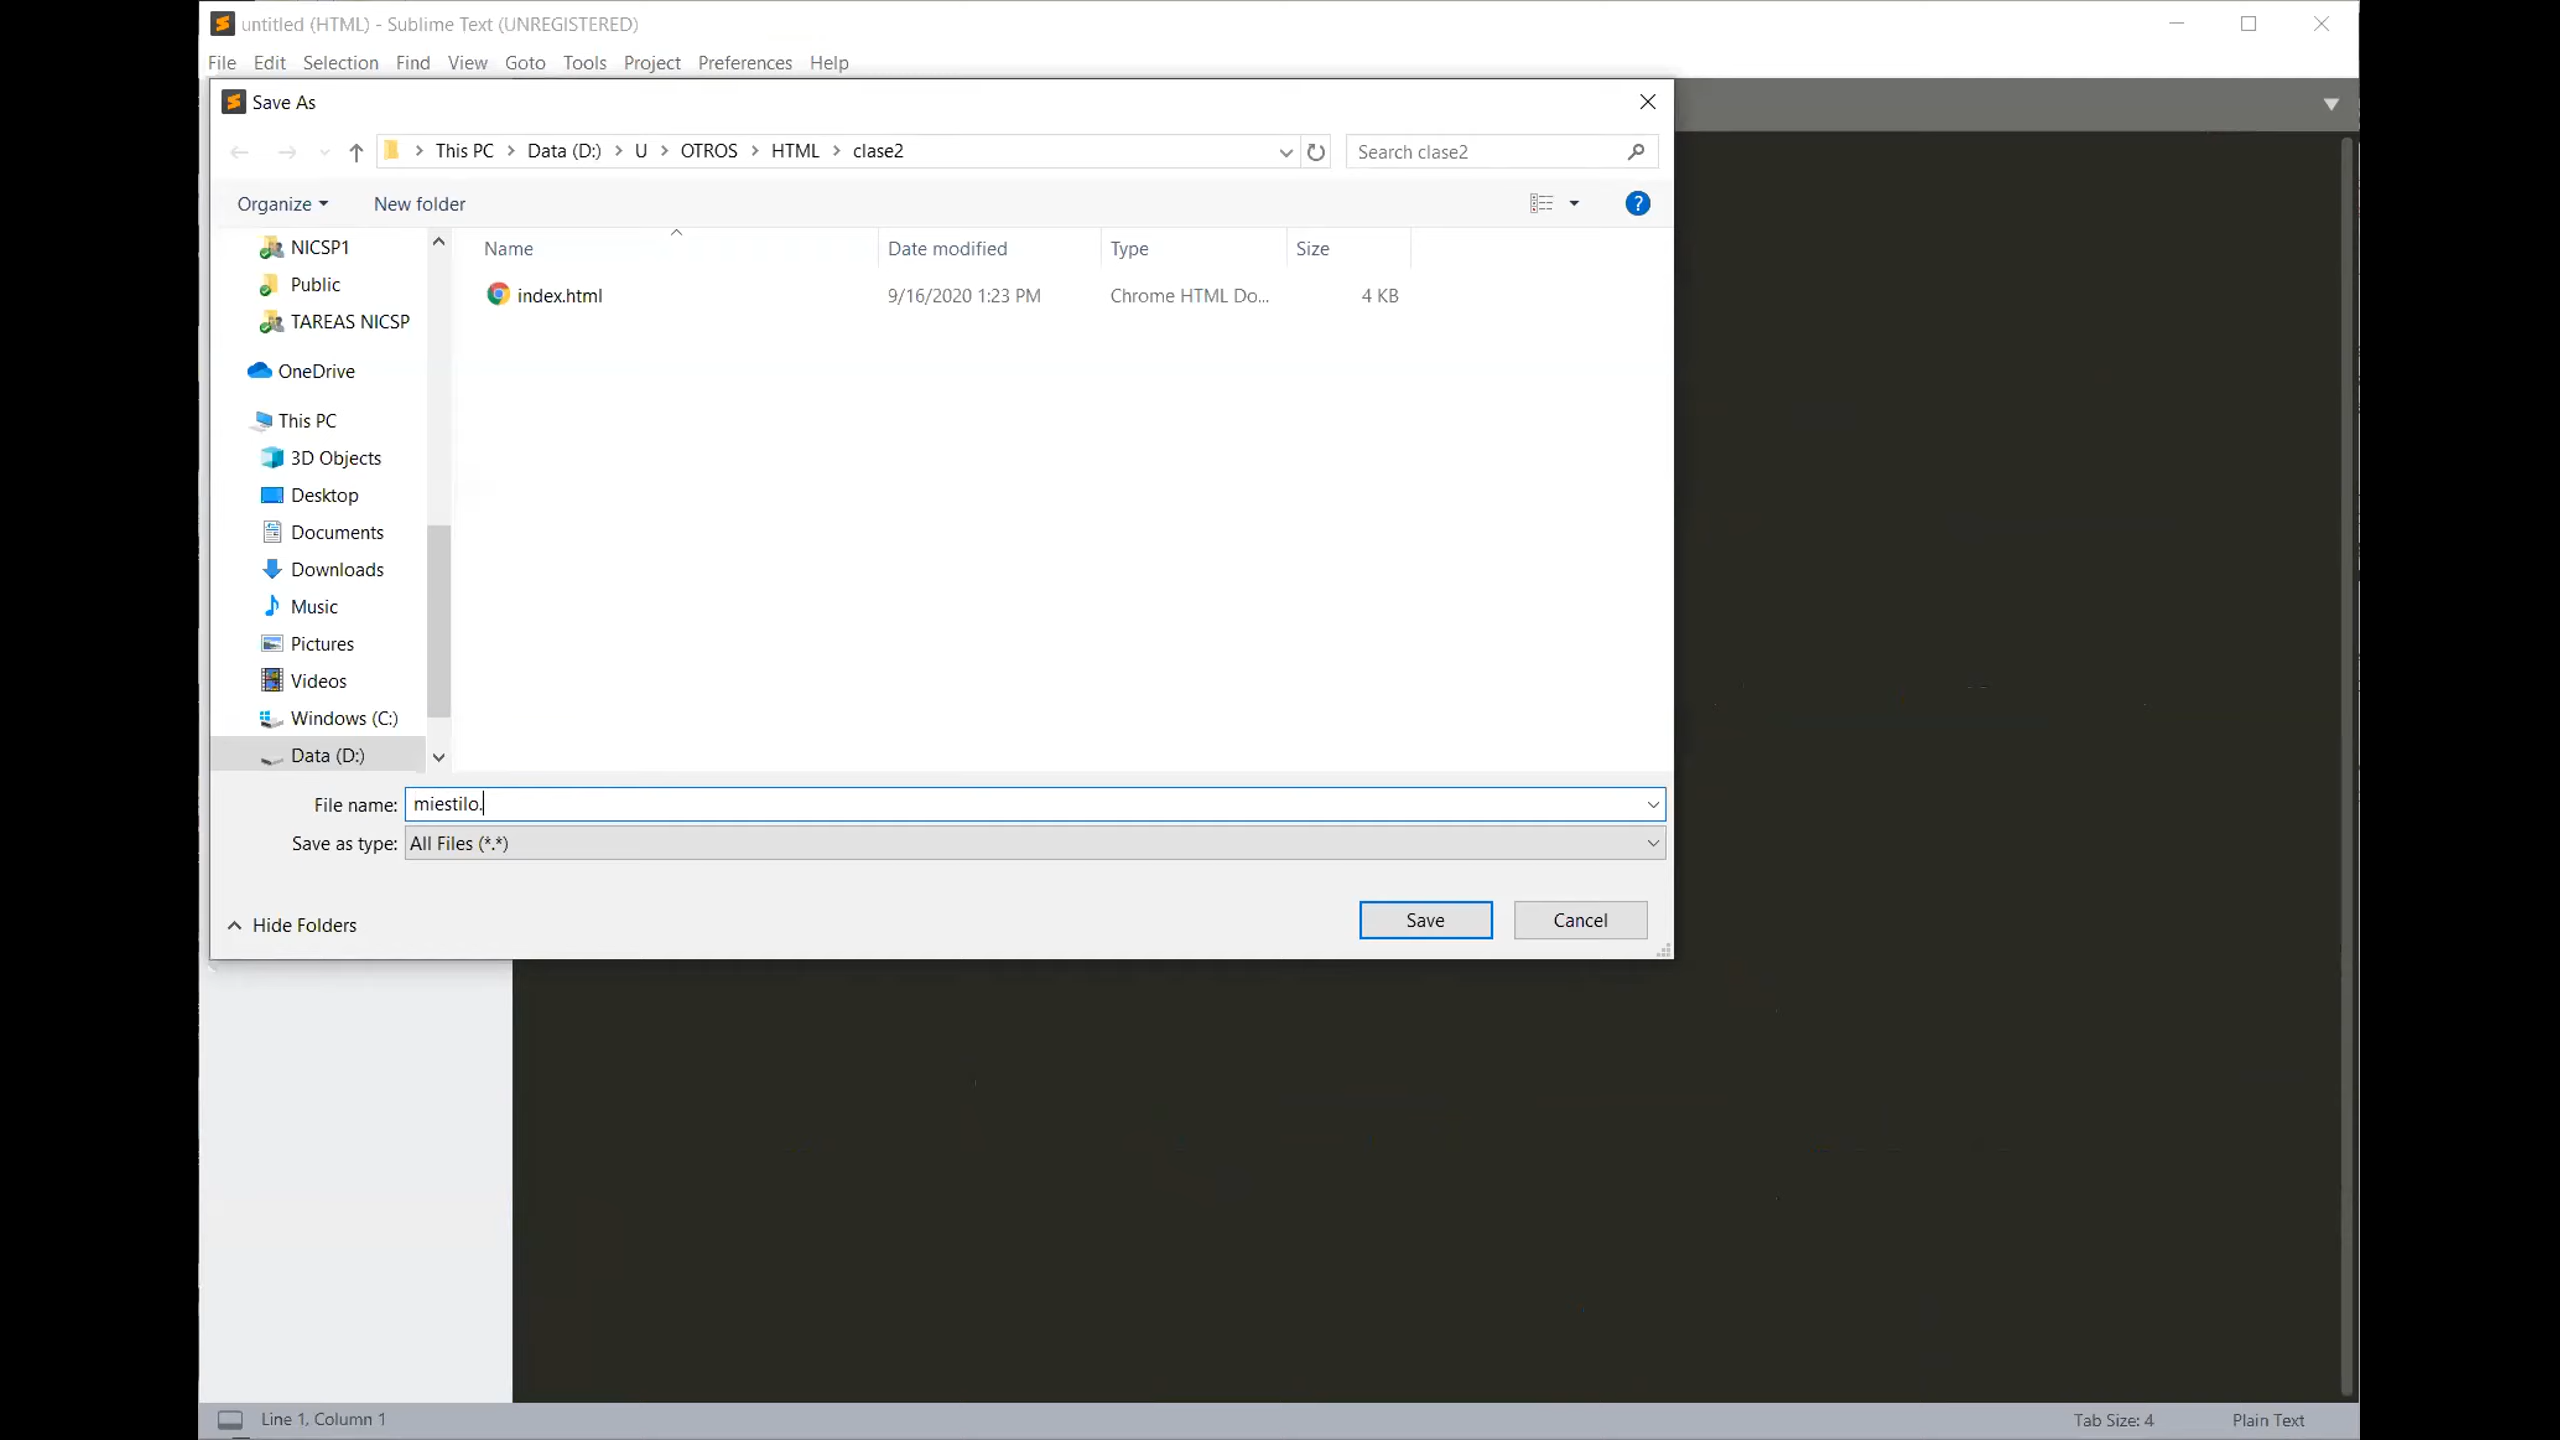 untitled (HTML) - Sublime Text (UNREGISTERED)
File Edit Selection Find View Goto Tools Project Preferences Help
Save As
This PC > Data (D:) > U > OTROS > HTML > clase2
Search clase2
Organize New folder
?
Name Date modified Type Size
index.html 9/16/2020 1:23 PM Chrome HTML Do... 4 KB
NICSP1
Public
TAREAS NICSP
OneDrive
This PC
3D Objects
Desktop
Documents
Downloads
Music
Pictures
Videos
Windows (C:)
Data (D:)
File name: miestilo.
Save as type: All Files (*.*)
Hide Folders
Save Cancel
Line 1, Column 1
Tab Size: 4 Plain Text